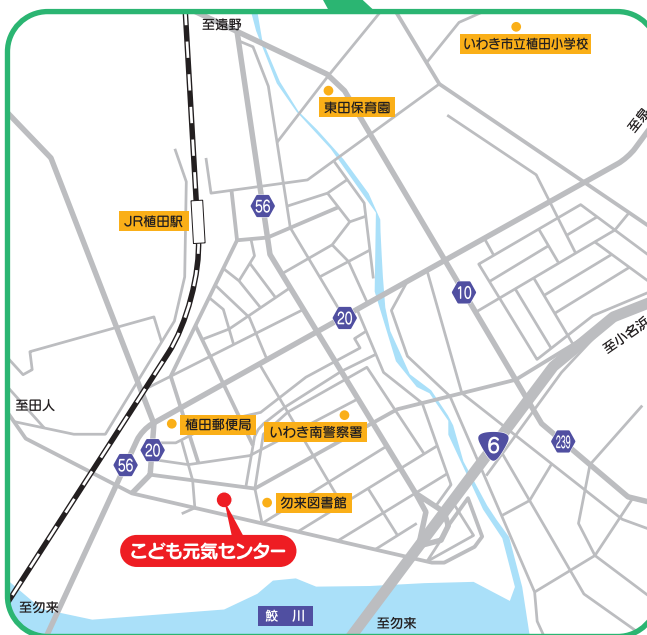 至遠野
いわき市立植田小学校
東田保育園
至泉
JR植田駅
56
10
20
至小名浜
至田人
植田郵便局
いわき南警察署
6
239
20
56
勿来図書館
こども元気センター
至勿来
鮫 川
至勿来